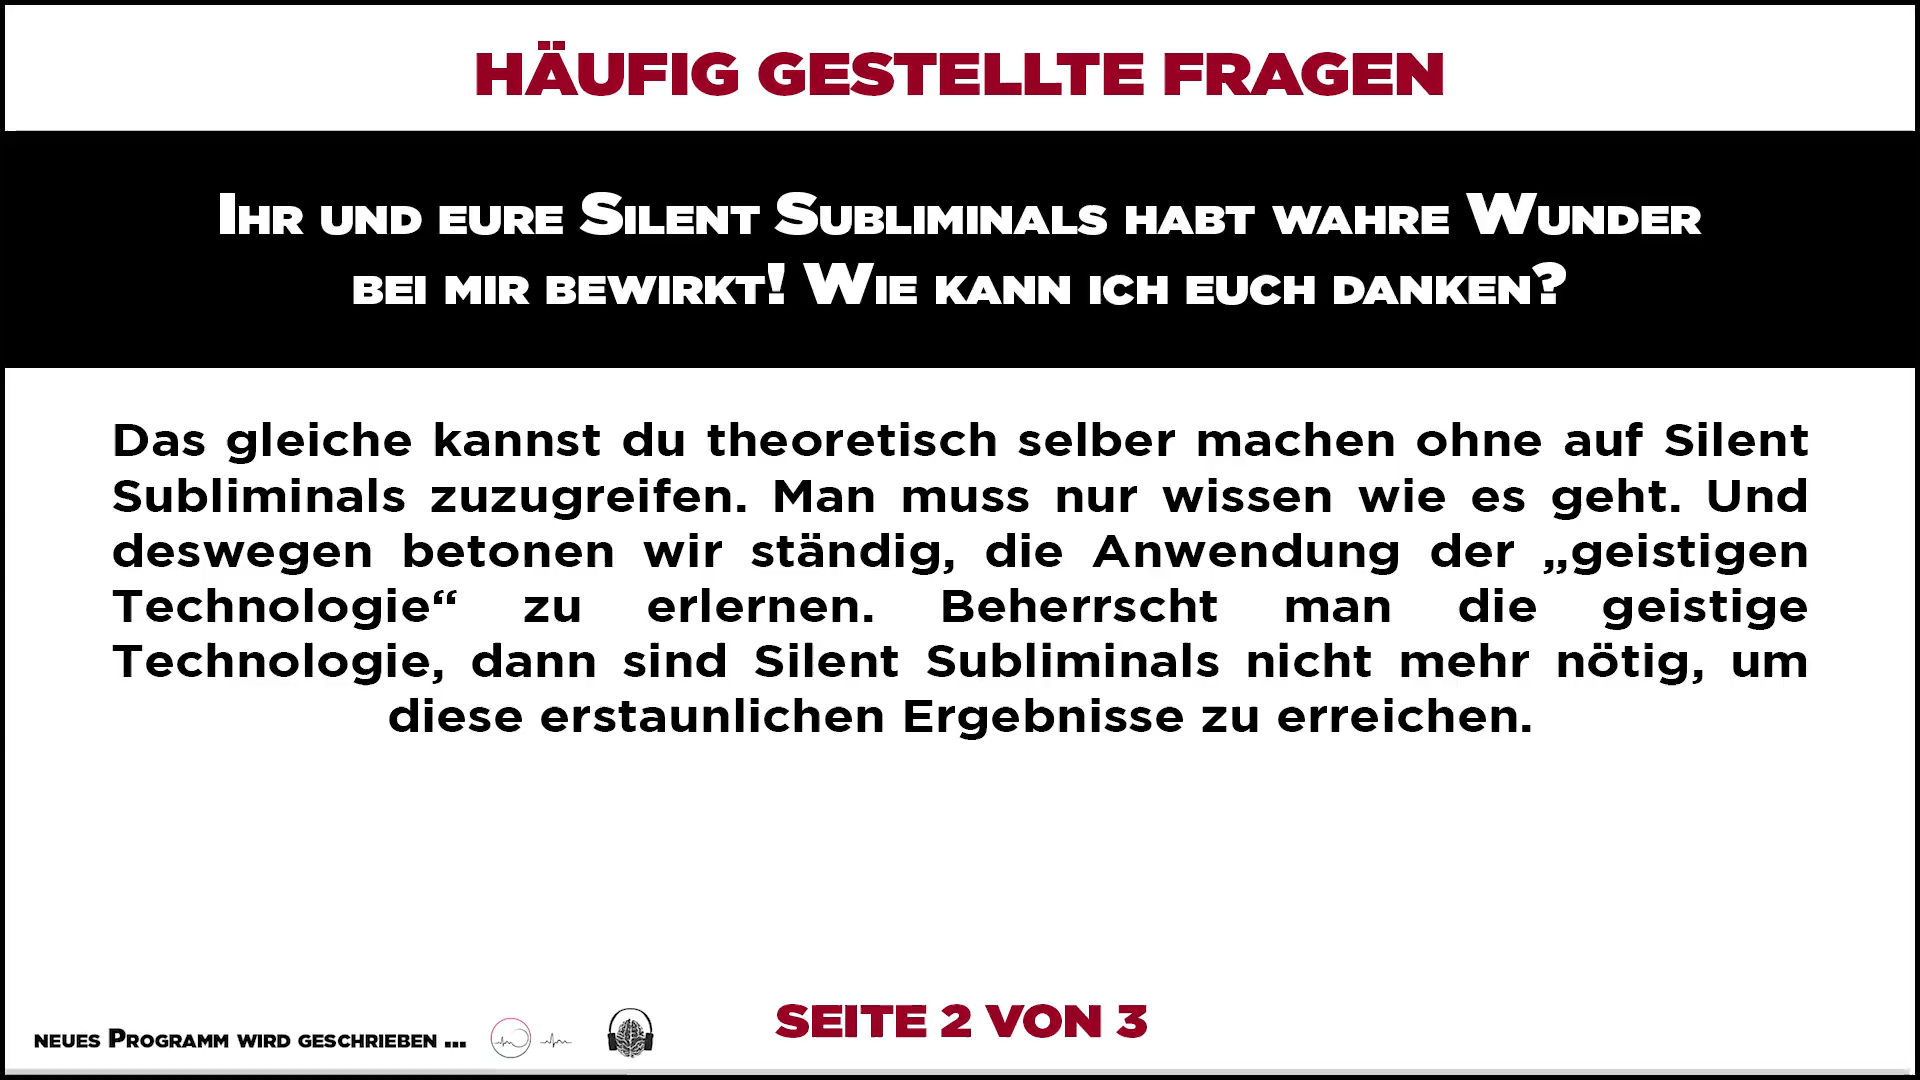 HÄUFIG GESTELLTE FRAGEN
Ihr und eure Silent Subliminals habt wahre Wunder
bei mir bewirkt! Wie kann ich euch danken?
Das gleiche kannst du theoretisch selber machen ohne auf Silent
Subliminals zuzugreifen. Man muss nur wissen wie es geht. Und
deswegen betonen wir ständig, die Anwendung der „geistigen
Technologie“ zu erlernen. Beherrscht man die geistige
Technologie, dann sind Silent Subliminals nicht mehr nötig, um
diese erstaunlichen Ergebnisse zu erreichen.
SEITE 2 VON 3
neues Programm wird geschrieben ...